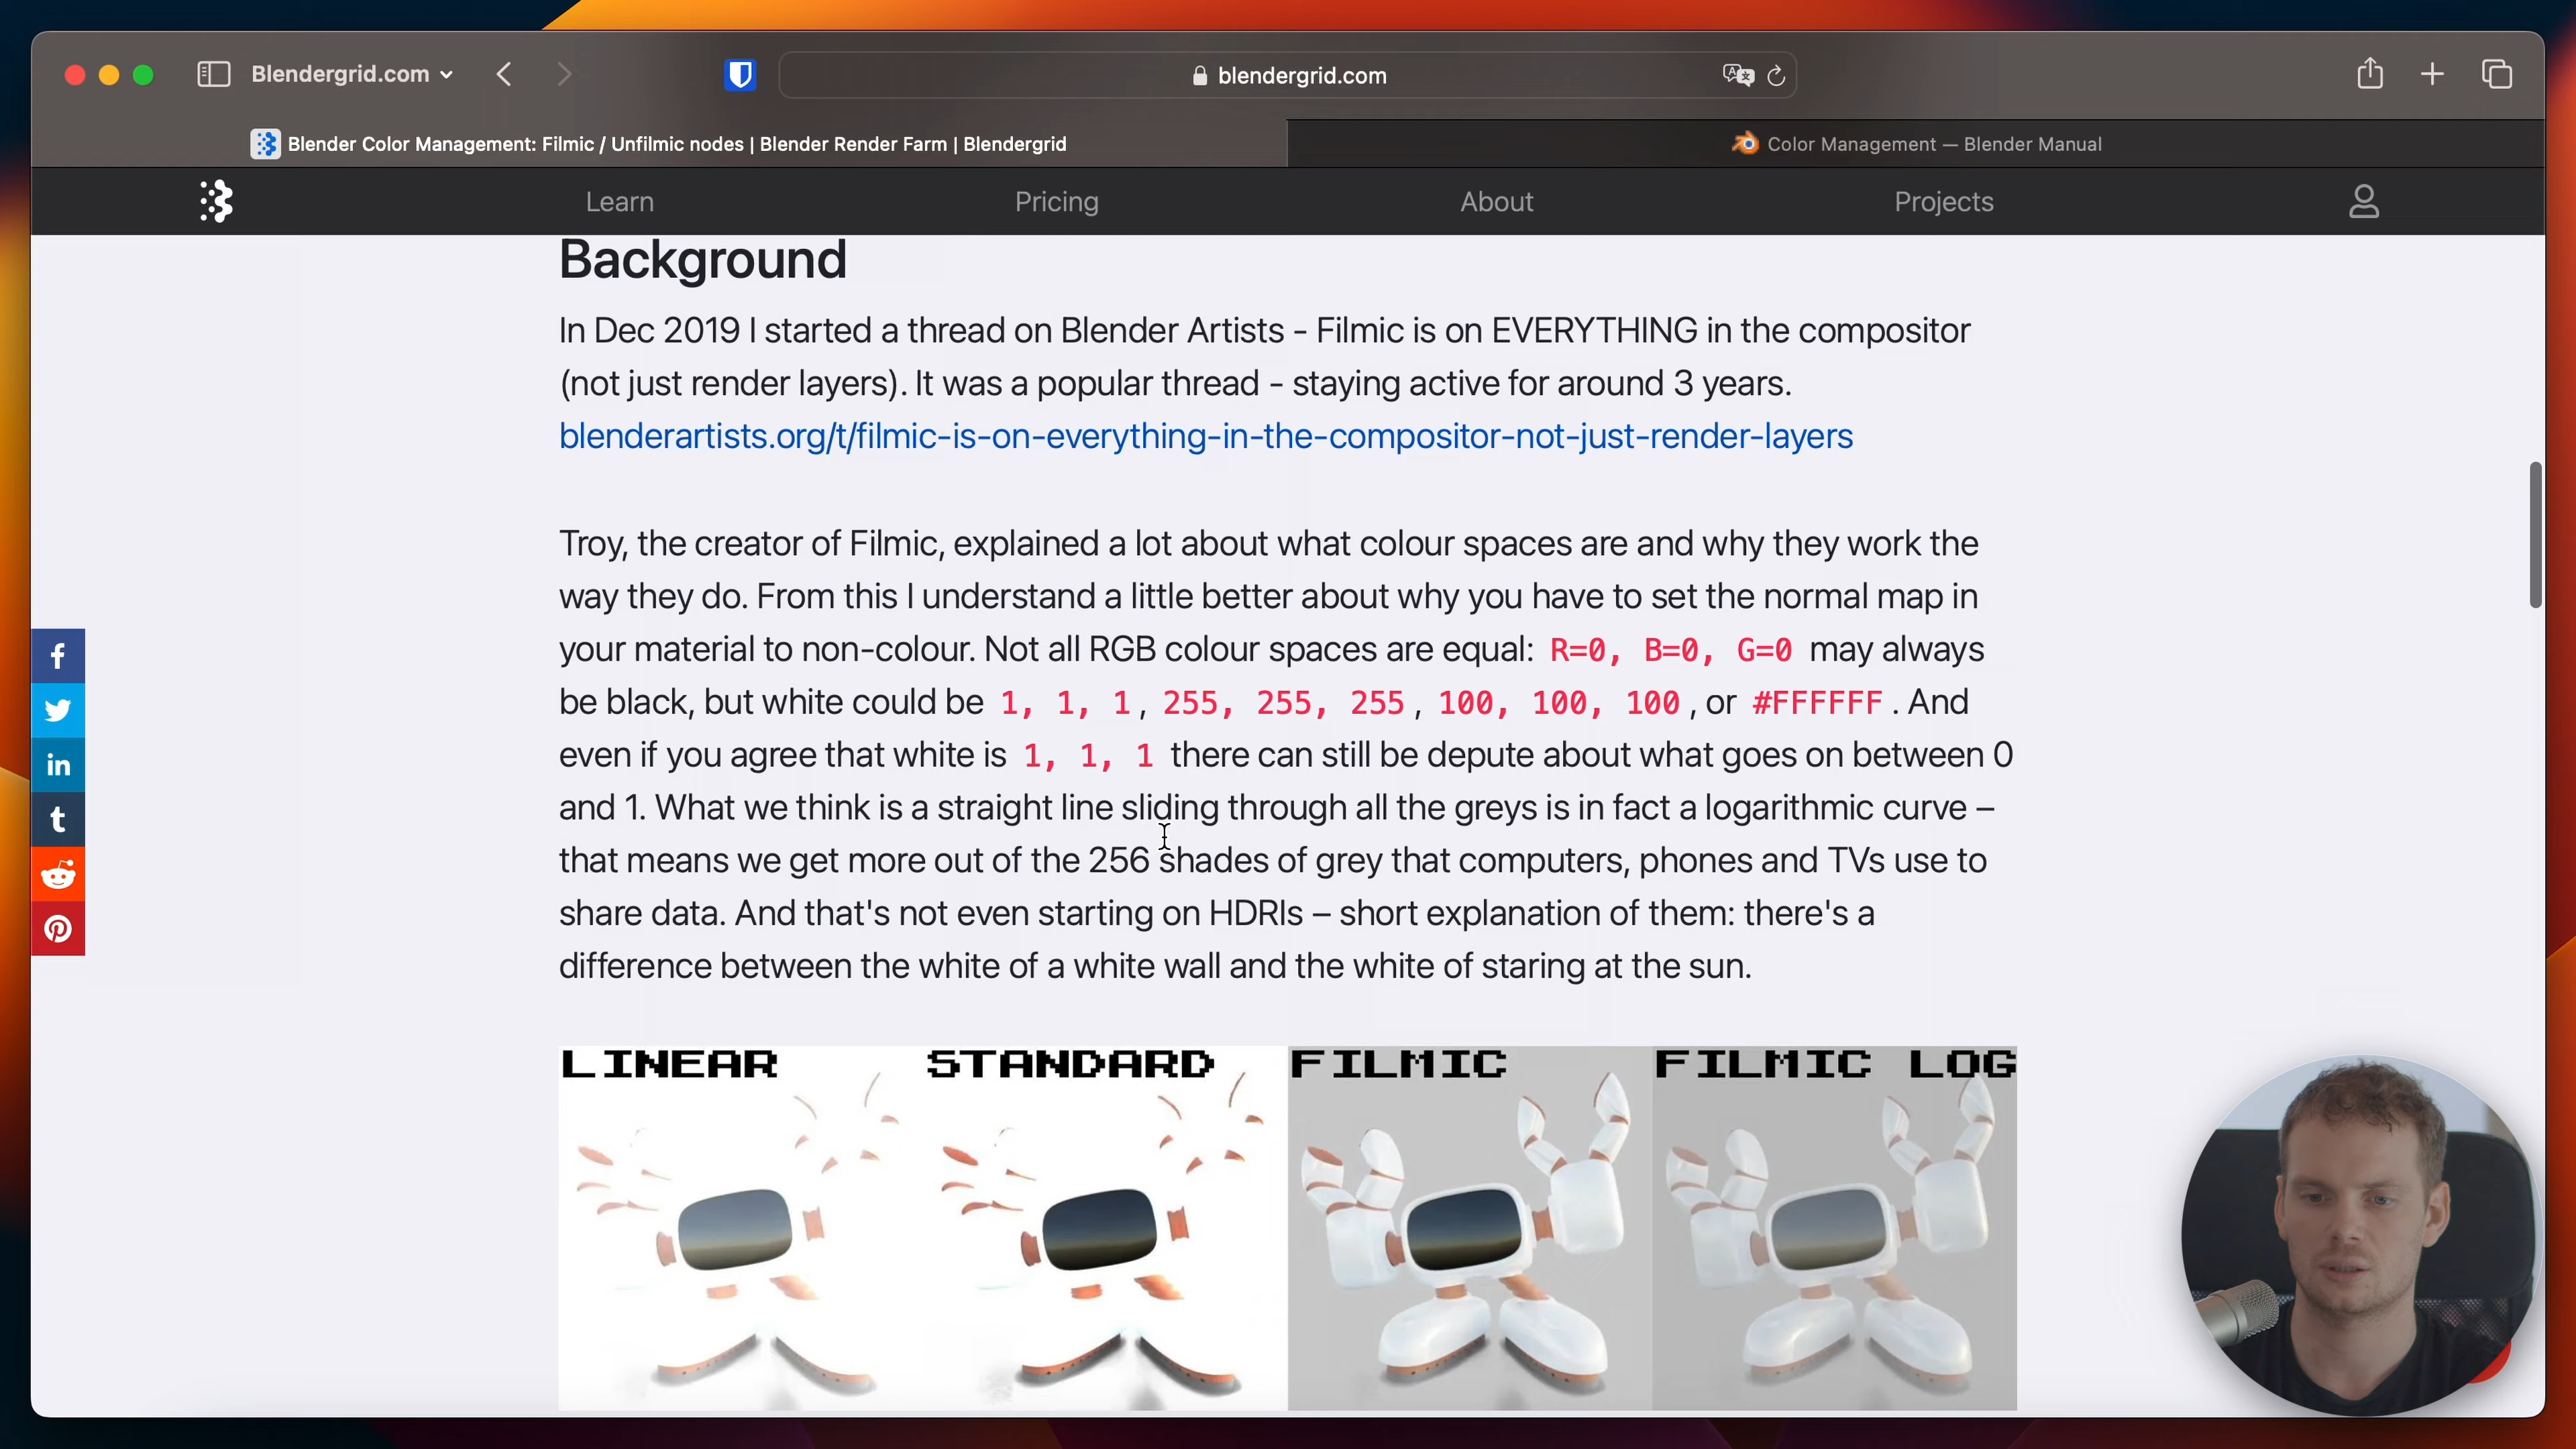 Blendergrid.com
blendergrid.com
Blender Color Management: Filmic / Unfilmic nodes | Blender Render Farm | Blendergrid
Color Management — Blender Manual
Learn
Pricing
About
Projects
Background
In Dec 2019 I started a thread on Blender Artists - Filmic is on EVERYTHING in the compositor
(not just render layers). It was a popular thread - staying active for around 3 years.
blenderartists.org/t/filmic-is-on-everything-in-the-compositor-not-just-render-layers
Troy, the creator of Filmic, explained a lot about what colour spaces are and why they work the
way they do. From this I understand a little better about why you have to set the normal map in
your material to non-colour. Not all RGB colour spaces are equal: R=0, B=0, G=0 may always
be black, but white could be 1, 1, 1, 255, 255, 255, 100, 100, 100, or #FFFFFF. And
even if you agree that white is 1, 1, 1 there can still be depute about what goes on between 0
and 1. What we think is a straight line sliding through all the greys is in fact a logarithmic curve –
that means we get more out of the 256 shades of grey that computers, phones and TVs use to
share data. And that's not even starting on HDRIs – short explanation of them: there's a
difference between the white of a white wall and the white of staring at the sun.
LINEAR
STANDARD
FILMIC
FILMIC LOG